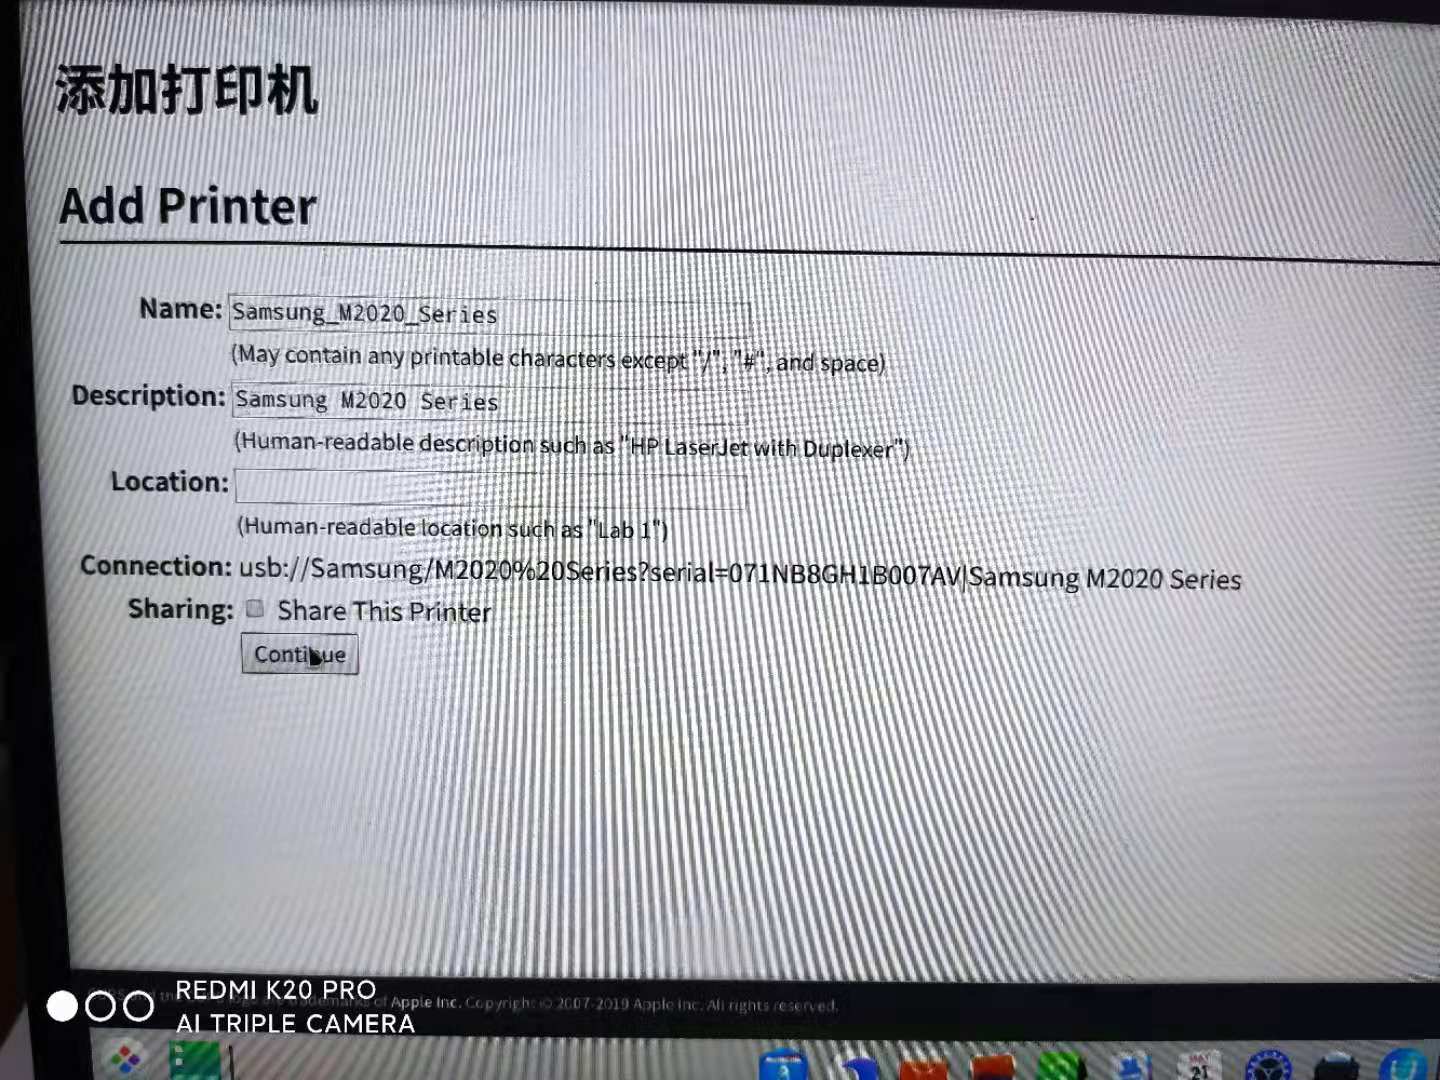 添加打印机
Add Printer
Name: Samsung_M2020_Series
(May contain any printable characters except "/", "#", and space)
Description: Samsung M2020 Series
(Human-readable description such as "HP LaserJet with Duplexer")
Location:
(Human-readable location such as "Lab 1")
Connection: usb://Samsung/M2020%20Series?serial=071NB8GH1B007AV|Samsung M2020 Series
Sharing: Share This Printer
Continue
of Apple Inc. Copyright © 2007-2019 Apple Inc. All rights reserved.
REDMI K20 PRO
AI TRIPLE CAMERA
MAY
21